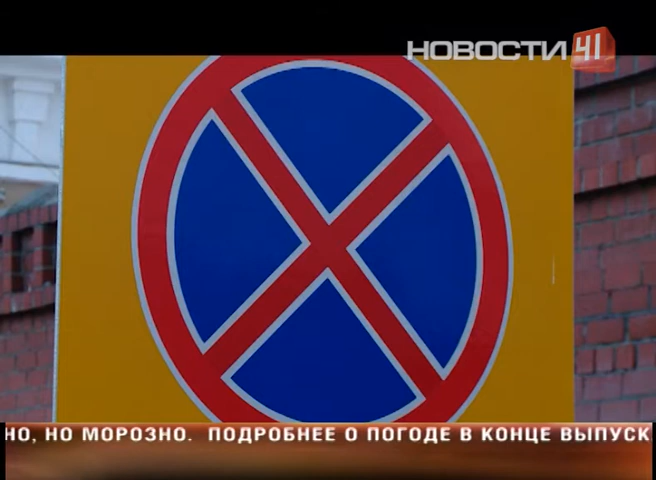 НОВОСТИ 41
НО, НО МОРОЗНО. ПОДРОБНЕЕ О ПОГОДЕ В КОНЦЕ ВЫПУСК